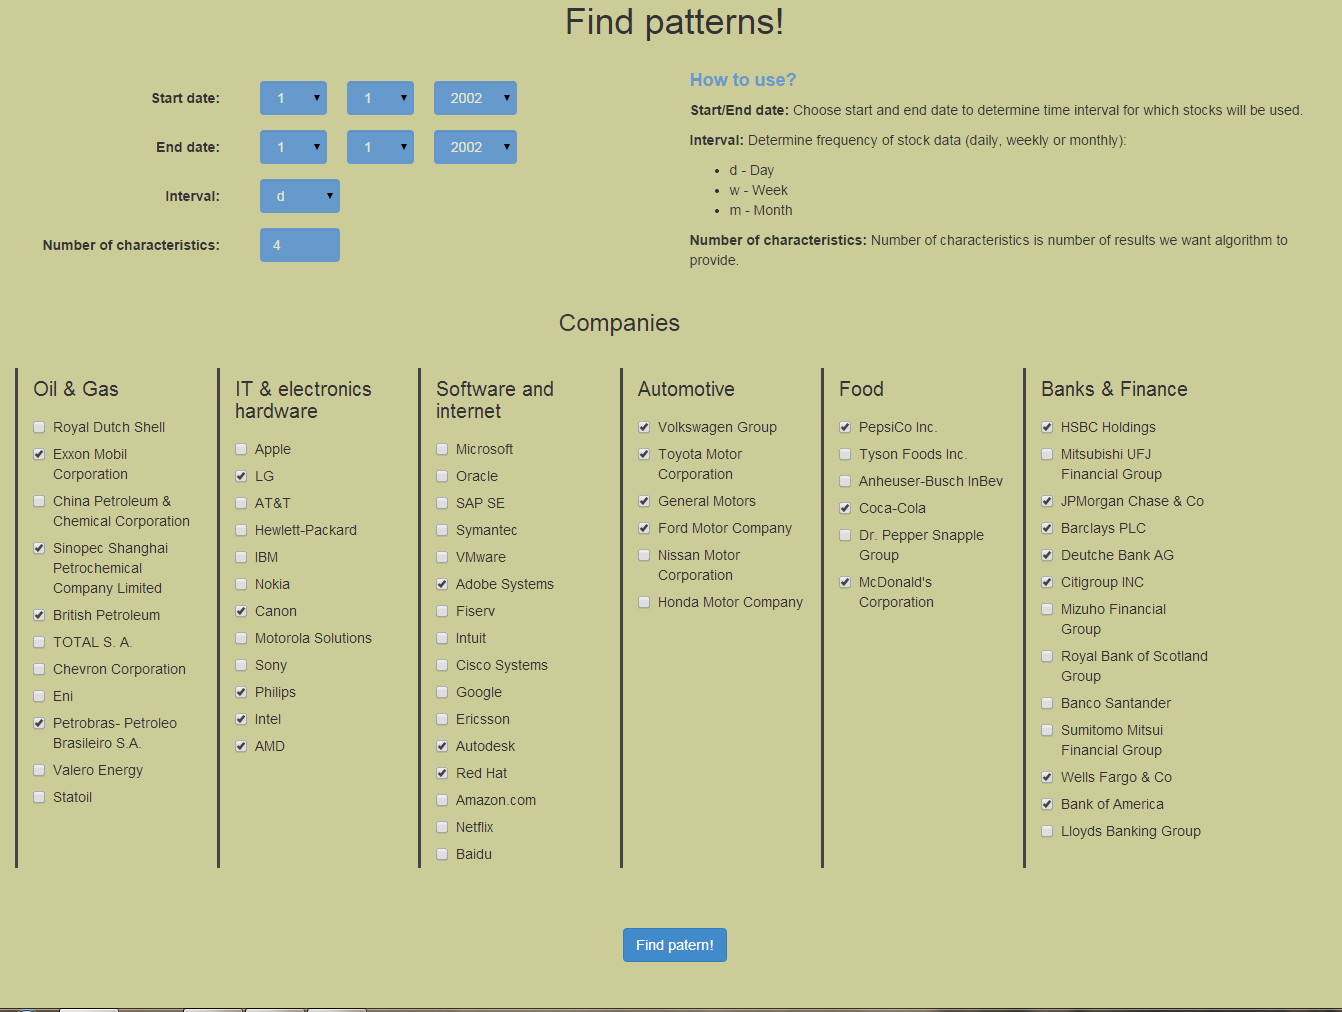 Find patterns!
Start date: 1 1 2002
End date: 1 1 2002
Interval: d
Number of characteristics: 4
How to use?
Start/End date: Choose start and end date to determine time interval for which stocks will be used.
Interval: Determine frequency of stock data (daily, weekly or monthly):
• d - Day
• w - Week
• m - Month
Number of characteristics: Number of characteristics is number of results we want algorithm to
provide.
Companies
Oil & Gas
Royal Dutch Shell
Exxon Mobil
Corporation
China Petroleum &
Chemical Corporation
Sinopec Shanghai
Petrochemical
Company Limited
British Petroleum
TOTAL S. A.
Chevron Corporation
Eni
Petrobras- Petroleo
Brasileiro S.A.
Valero Energy
Statoil
IT & electronics
hardware
Apple
LG
AT&T
Hewlett-Packard
IBM
Nokia
Canon
Motorola Solutions
Sony
Philips
Intel
AMD
Software and
internet
Microsoft
Oracle
SAP SE
Symantec
VMware
Adobe Systems
Fiserv
Intuit
Cisco Systems
Google
Ericsson
Autodesk
Red Hat
Amazon.com
Netflix
Baidu
Automotive
Volkswagen Group
Toyota Motor
Corporation
General Motors
Ford Motor Company
Nissan Motor
Corporation
Honda Motor Company
Food
PepsiCo Inc.
Tyson Foods Inc.
Anheuser-Busch InBev
Coca-Cola
Dr. Pepper Snapple
Group
McDonald's
Corporation
Banks & Finance
HSBC Holdings
Mitsubishi UFJ
Financial Group
JPMorgan Chase & Co
Barclays PLC
Deutche Bank AG
Citigroup INC
Mizuho Financial
Group
Royal Bank of Scotland
Group
Banco Santander
Sumitomo Mitsui
Financial Group
Wells Fargo & Co
Bank of America
Lloyds Banking Group
Find patern!